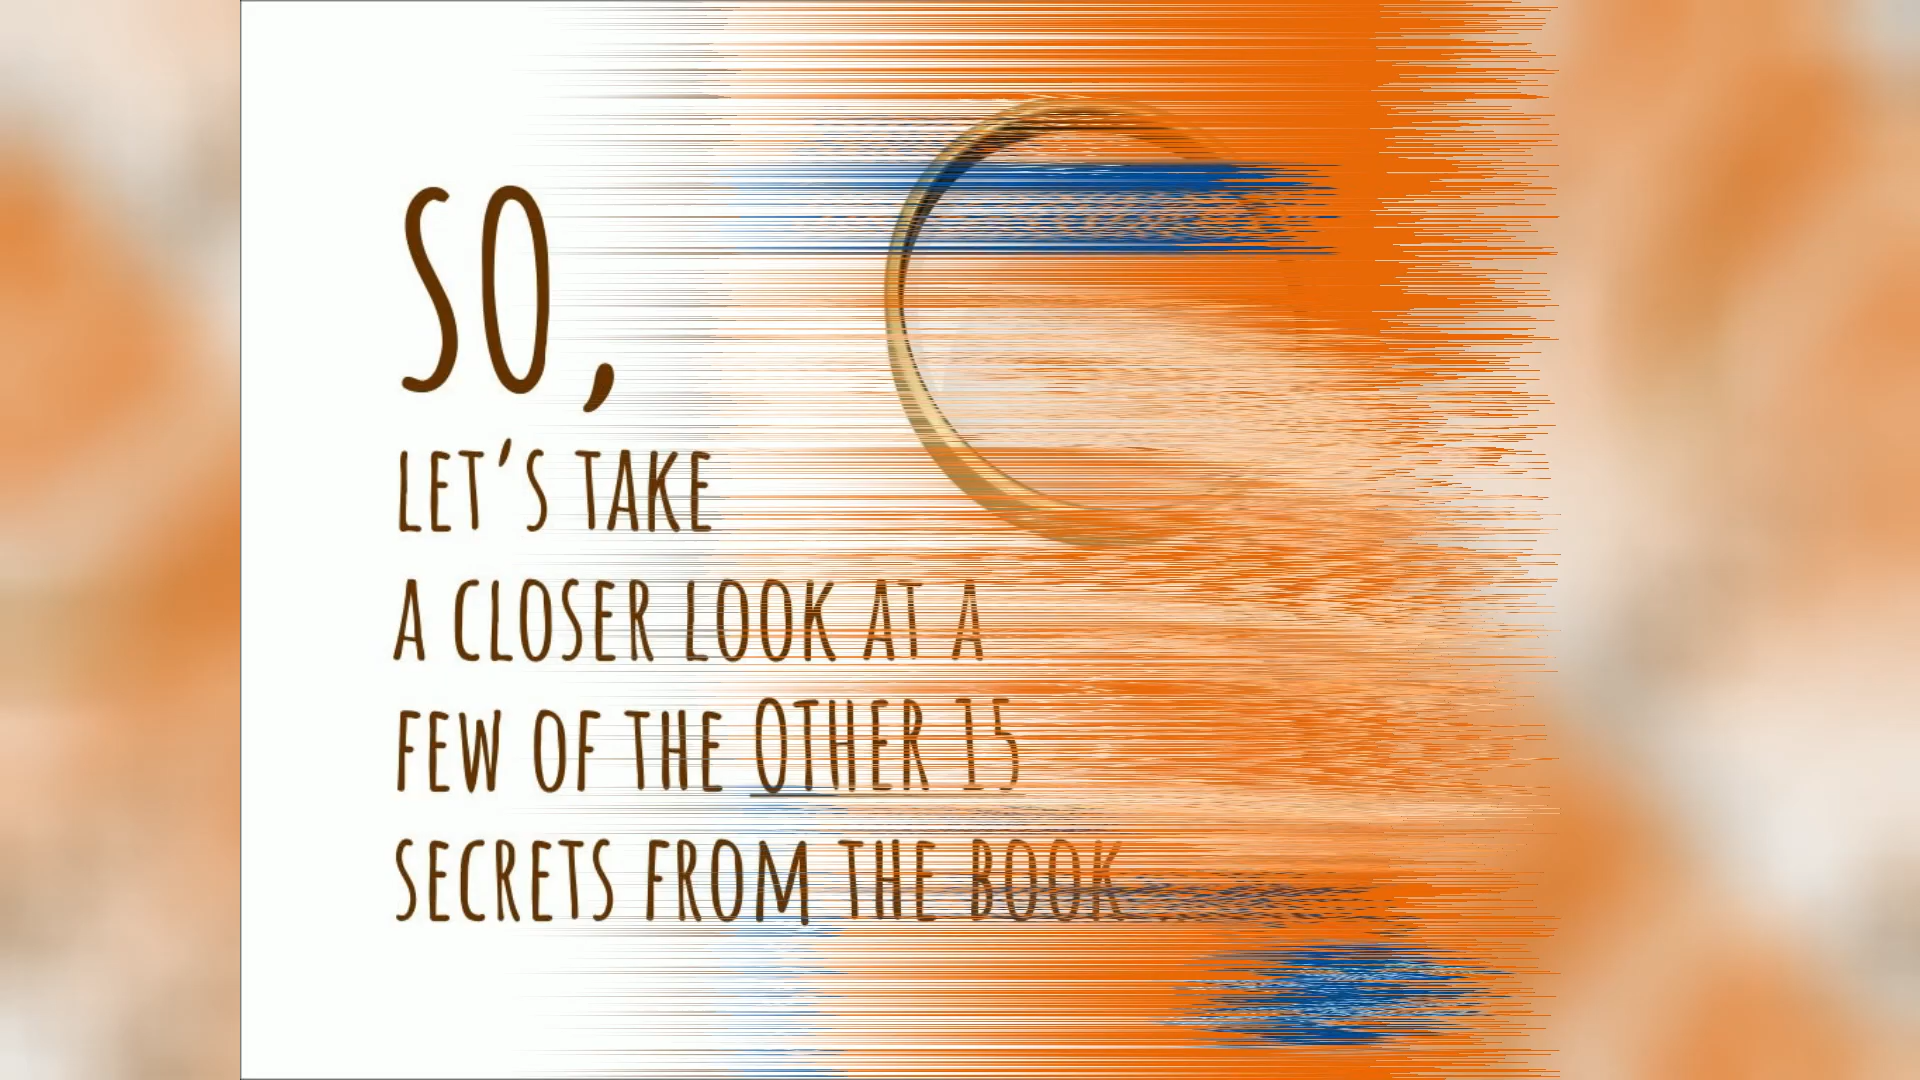 SO,
LET'S TAKE
A CLOSER LOOK AT A
FEW OF THE OTHER 15
SECRETS FROM THE BOOK